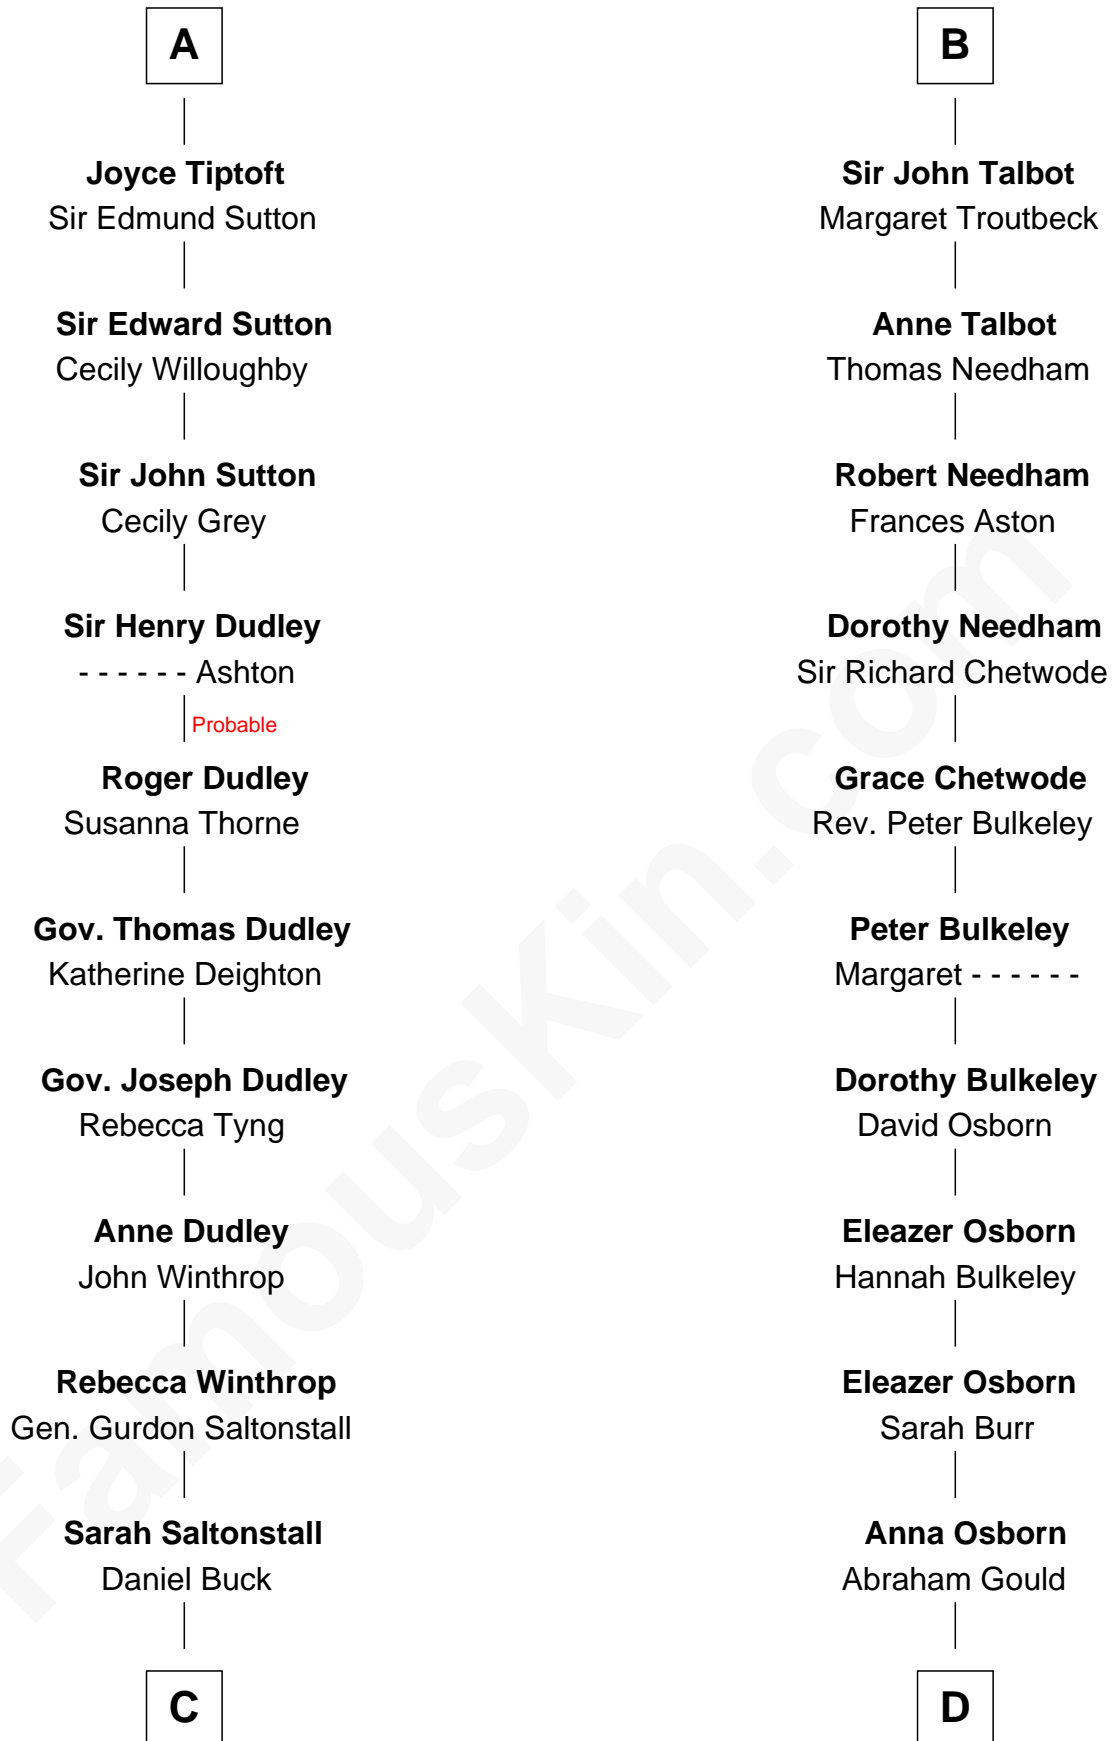 A
Joyce Tiptoft
Sir Edmund Sutton
Sir Edward Sutton
Cecily Willoughby
Sir John Sutton
Cecily Grey
Sir Henry Dudley
- - - - - - Ashton
Probable
Roger Dudley
Susanna Thorne
Gov. Thomas Dudley
Katherine Deighton
Gov. Joseph Dudley
Rebecca Tyng
Anne Dudley
John Winthrop
Rebecca Winthrop
Gen. Gurdon Saltonstall
Sarah Saltonstall
Daniel Buck
C
B
Sir John Talbot
Margaret Troutbeck
Anne Talbot
Thomas Needham
Robert Needham
Frances Aston
Dorothy Needham
Sir Richard Chetwode
Grace Chetwode
Rev. Peter Bulkeley
Peter Bulkeley
Margaret - - - - - -
Dorothy Bulkeley
David Osborn
Eleazer Osborn
Hannah Bulkeley
Eleazer Osborn
Sarah Burr
Anna Osborn
Abraham Gould
D
FamousKin.com